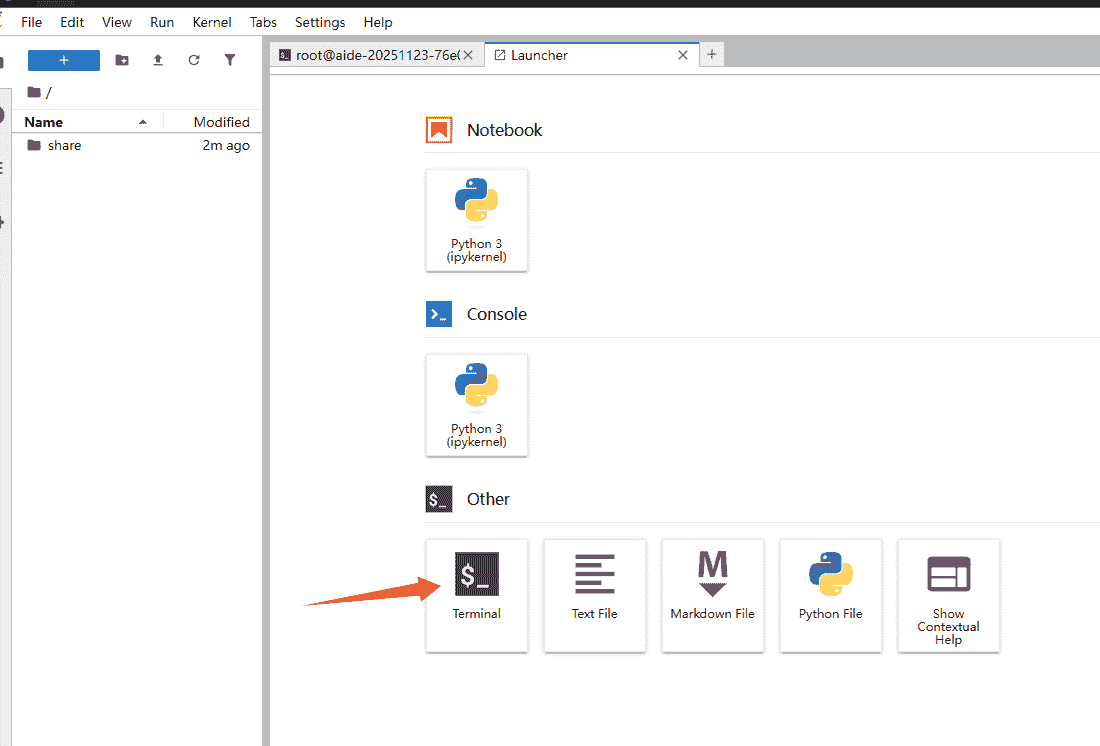 File Edit View Run Kernel Tabs Settings Help
+
root@aide-20251123-76e
Launcher
+
/
Name Modified
share 2m ago
Notebook
Python 3
(ipykernel)
Console
Python 3
(ipykernel)
$_ Other
$_
Terminal
Text File
M
Markdown File
Python File
Show
Contextual
Help